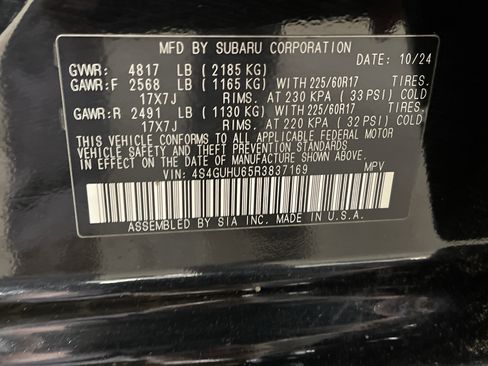 MFD BY SUBARU CORPORATION
DATE: 10/24
GVWR: 4817 LB ( 2185 KG)
GAWR:F 2568 LB ( 1165 KG) WITH 225/60R17 TIRES.
17X7J RIMS. AT 230 KPA ( 33 PSI) COLD
GAWR:R 2491 LB ( 1130 KG) WITH 225/60R17 TIRES.
17X7J RIMS. AT 220 KPA ( 32 PSI) COLD
THIS VEHICLE CONFORMS TO ALL APPLICABLE FEDERAL MOTOR
VEHICLE SAFETY AND THEFT PREVENTION STANDARDS
IN EFFECT ON THE DATE OF MANUFACTURE SHOWN ABOVE.
VIN: 4S4GUHU65R3837169 MPV
ASSEMBLED BY SIA INC. MADE IN U.S.A.